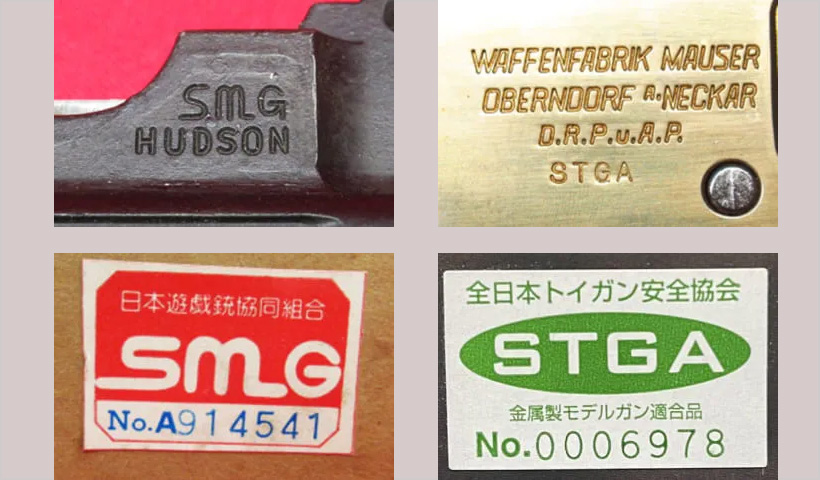 SMG
HUDSON
WAFFENFABRIK MAUSER
OBERNDORF A.NECKAR
D.R.P.u.A.P.
STGA
日本遊戯銃協同組合
SMG
No.A914541
全日本トイガン安全協会
STGA
金属製モデルガン適合品
No.0006978